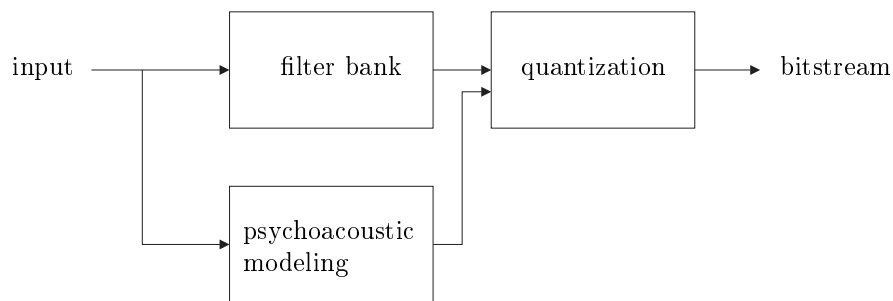 input
filter bank
quantization
bitstream
psychoacoustic
modeling